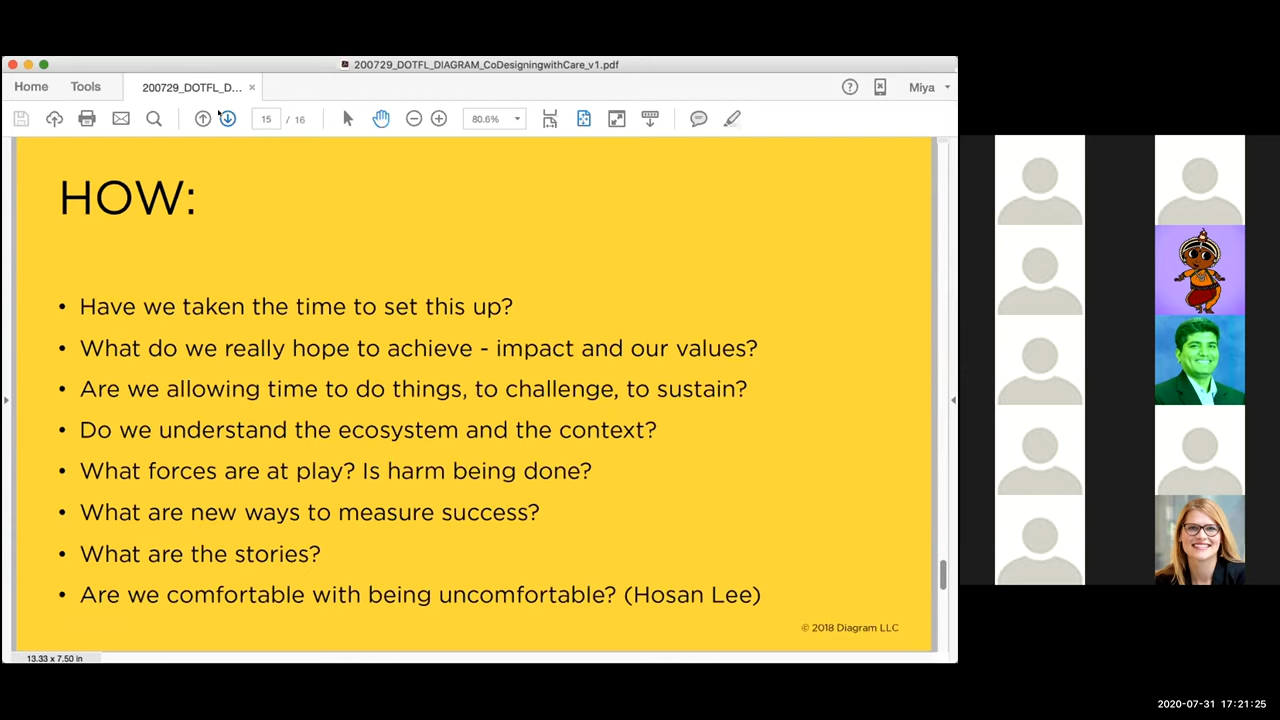 200729_DOTFL_DIAGRAM_CoDesigningwithCare_v1.pdf
Home Tools 200729_DOTFL_D... × Miya
15 / 16 80.6%
HOW:
• Have we taken the time to set this up?
• What do we really hope to achieve - impact and our values?
• Are we allowing time to do things, to challenge, to sustain?
• Do we understand the ecosystem and the context?
• What forces are at play? Is harm being done?
• What are new ways to measure success?
• What are the stories?
• Are we comfortable with being uncomfortable? (Hosan Lee)
© 2018 Diagram LLC
13.33 x 7.50 in
2020-07-31 17:21:25